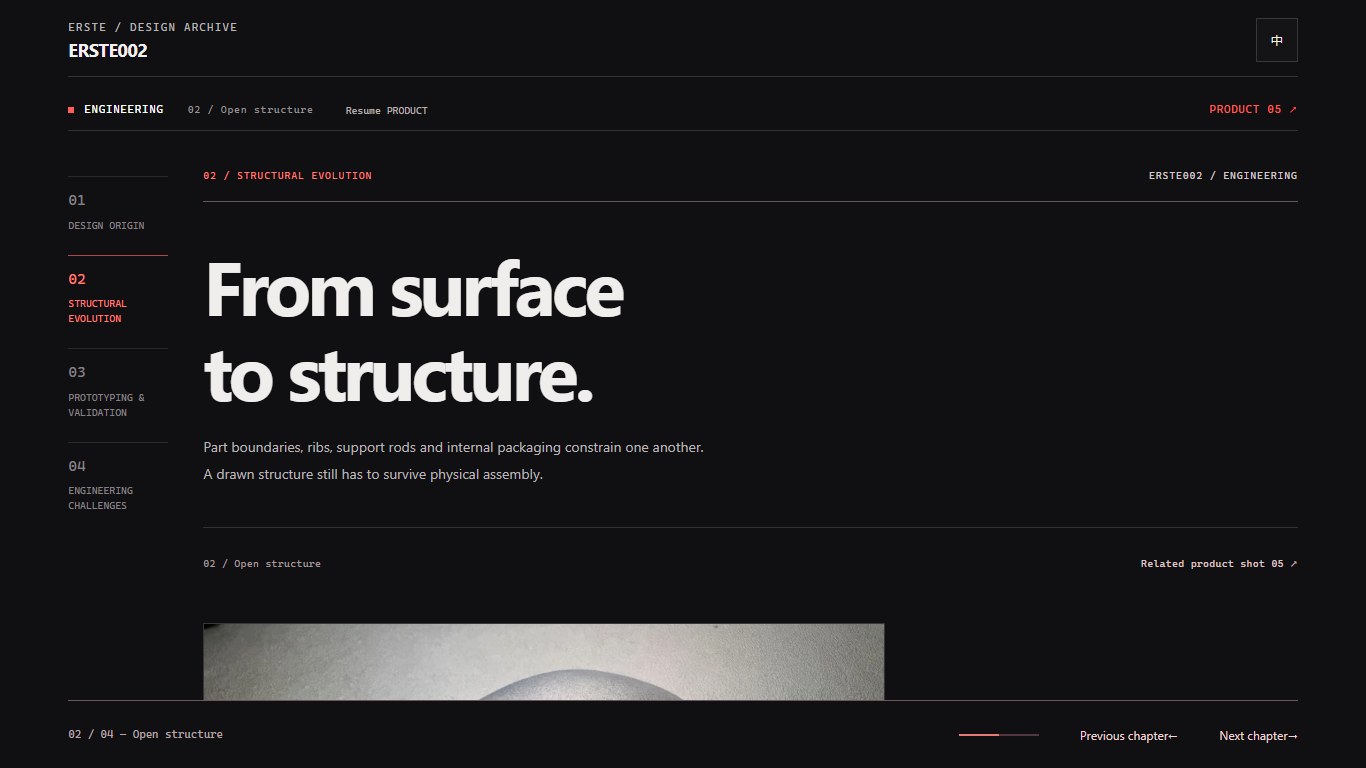 ERSTE / DESIGN ARCHIVE
ERSTE002
中
ENGINEERING
02 / Open structure
Resume PRODUCT
PRODUCT 05 ↗
01
DESIGN ORIGIN
02
STRUCTURAL
EVOLUTION
03
PROTOTYPING &
VALIDATION
04
ENGINEERING
CHALLENGES
02 / STRUCTURAL EVOLUTION
ERSTE002 / ENGINEERING
From surface
to structure.
Part boundaries, ribs, support rods and internal packaging constrain one another.
A drawn structure still has to survive physical assembly.
02 / Open structure
Related product shot 05 ↗
02 / 04 — Open structure
Previous chapter←
Next chapter→